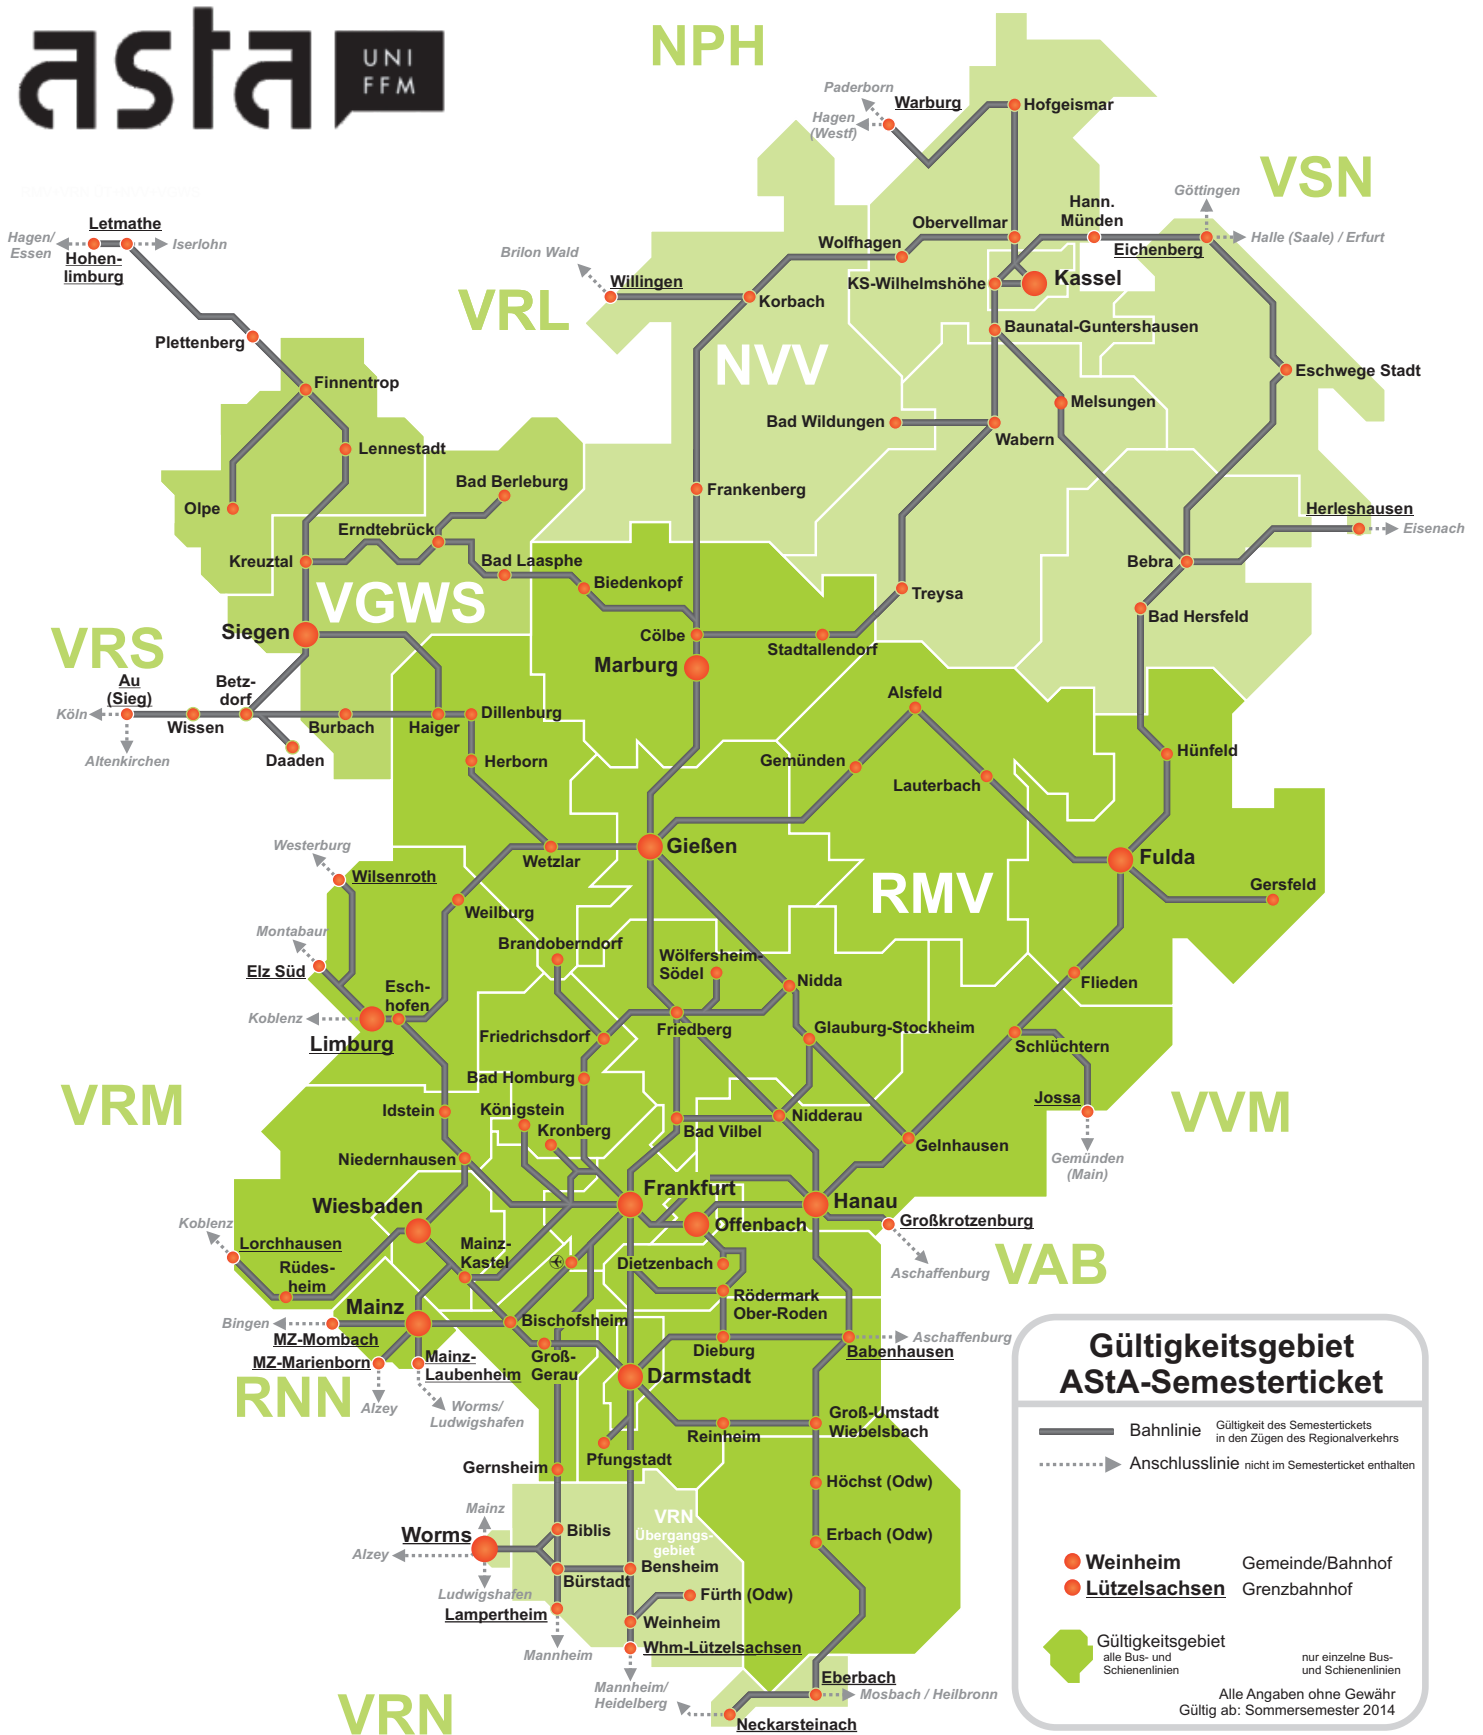 asta
UNI
FFM
NPH
Paderborn
Warburg
Hofgeismar
Hagen
(Westf)
VSN
Göttingen
Hann.
Münden
Letmathe
Hagen/
Essen
Iserlohn
Hohen-
limburg
Obervellmar
Wolfhagen
Eichenberg
Halle (Saale) / Erfurt
Brilon Wald
Willingen
KS-Wilhelmshöhe
Kassel
VRL
Korbach
Baunatal-Guntershausen
Plettenberg
NVV
Eschwege Stadt
Finnentrop
Melsungen
Bad Wildungen
Wabern
Lennestadt
Bad Berleburg
Frankenberg
Olpe
Herleshausen
Eisenach
Erndtebrück
Kreuztal
Bad Laasphe
Bebra
Biedenkopf
Treysa
VGWS
Bad Hersfeld
Siegen
Cölbe
Stadtallendorf
VRS
Marburg
Au
(Sieg)
Betz-
dorf
Alsfeld
Köln
Wissen
Burbach
Haiger
Dillenburg
Altenkirchen
Daaden
Herborn
Gemünden
Hünfeld
Lauterbach
Westerburg
Wetzlar
Gießen
Fulda
Wilsenroth
RMV
Gersfeld
Weilburg
Montabaur
Brandoberndorf
Wölfersheim-
Södel
Elz Süd
Nidda
Flieden
Esch-
hofen
Koblenz
Limburg
Friedrichsdorf
Friedberg
Glauburg-Stockheim
Schlüchtern
Bad Homburg
VRM
Idstein
Königstein
Jossa
VVM
Kronberg
Bad Vilbel
Nidderau
Gelnhausen
Niedernhausen
Gemünden
(Main)
Wiesbaden
Frankfurt
Hanau
Koblenz
Offenbach
Großkrotzenburg
Lorchhausen
Mainz-
Kastel
Rüdes-
heim
Dietzenbach
Aschaffenburg
VAB
Mainz
Rödermark
Ober-Roden
Bingen
MZ-Mombach
Bischofsheim
Aschaffenburg
Babenhausen
MZ-Marienborn
Mainz-
Laubenheim
Groß-
Gerau
Dieburg
Darmstadt
RNN
Alzey
Worms/
Ludwigshafen
Groß-Umstadt
Wiebelsbach
Reinheim
Pfungstadt
Gernsheim
Höchst (Odw)
Mainz
VRN
Übergangs-
gebiet
Worms
Biblis
Erbach (Odw)
Alzey
Bensheim
Bürstadt
Ludwigshafen
Fürth (Odw)
Lampertheim
Weinheim
Whm-Lützelsachsen
Mannheim
Mannheim/
Heidelberg
Eberbach
Mosbach / Heilbronn
VRN
Neckarsteinach
Gültigkeitsgebiet
AStA-Semesterticket
Bahnlinie
Gültigkeit des Semestertickets
in den Zügen des Regionalverkehrs
Anschlusslinie nicht im Semesterticket enthalten
Weinheim Gemeinde/Bahnhof
Lützelsachsen Grenzbahnhof
Gültigkeitsgebiet
alle Bus- und
Schienenlinien
nur einzelne Bus-
und Schienenlinien
Alle Angaben ohne Gewähr
Gültig ab: Sommersemester 2014